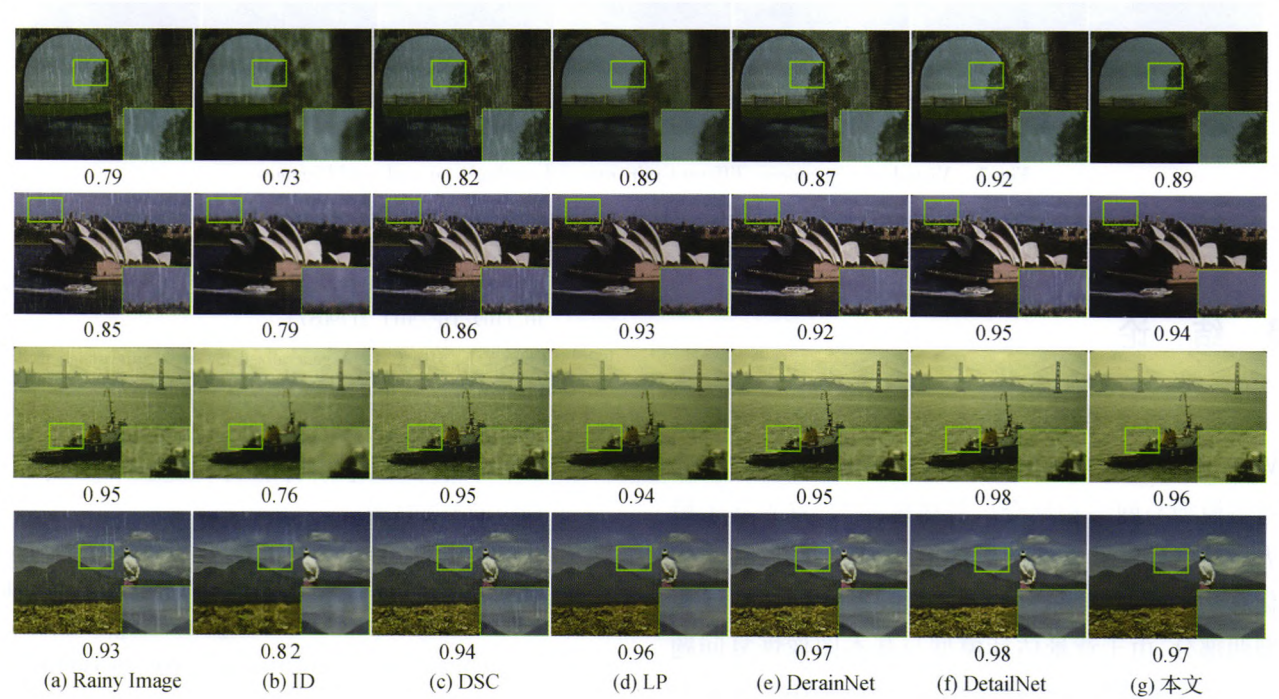 0.79 0.73 0.82 0.89 0.87 0.92 0.89
0.85 0.79 0.86 0.93 0.92 0.95 0.94
0.95 0.76 0.95 0.94 0.95 0.98 0.96
0.93 0.82 0.94 0.96 0.97 0.98 0.97
(a) Rainy Image (b) ID (c) DSC (d) LP (e) DerainNet (f) DetailNet (g) 本文